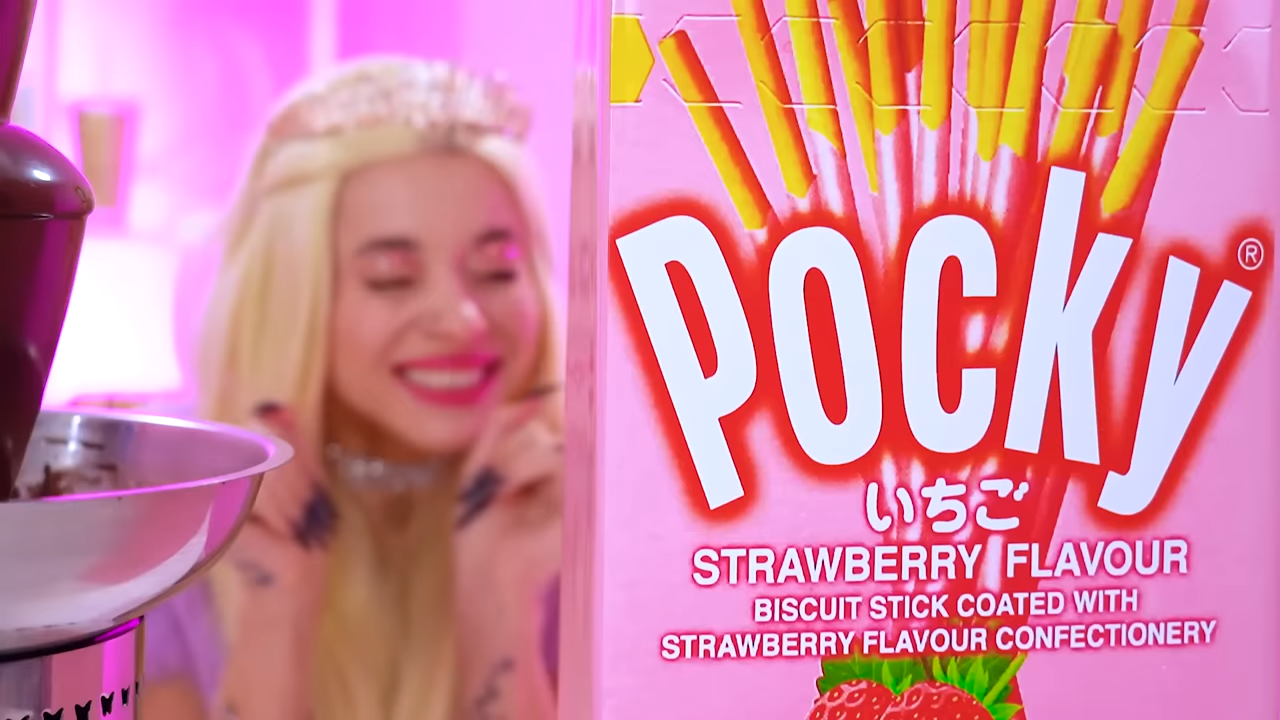 Pocky®
いちご
STRAWBERRY FLAVOUR
BISCUIT STICK COATED WITH
STRAWBERRY FLAVOUR CONFECTIONERY